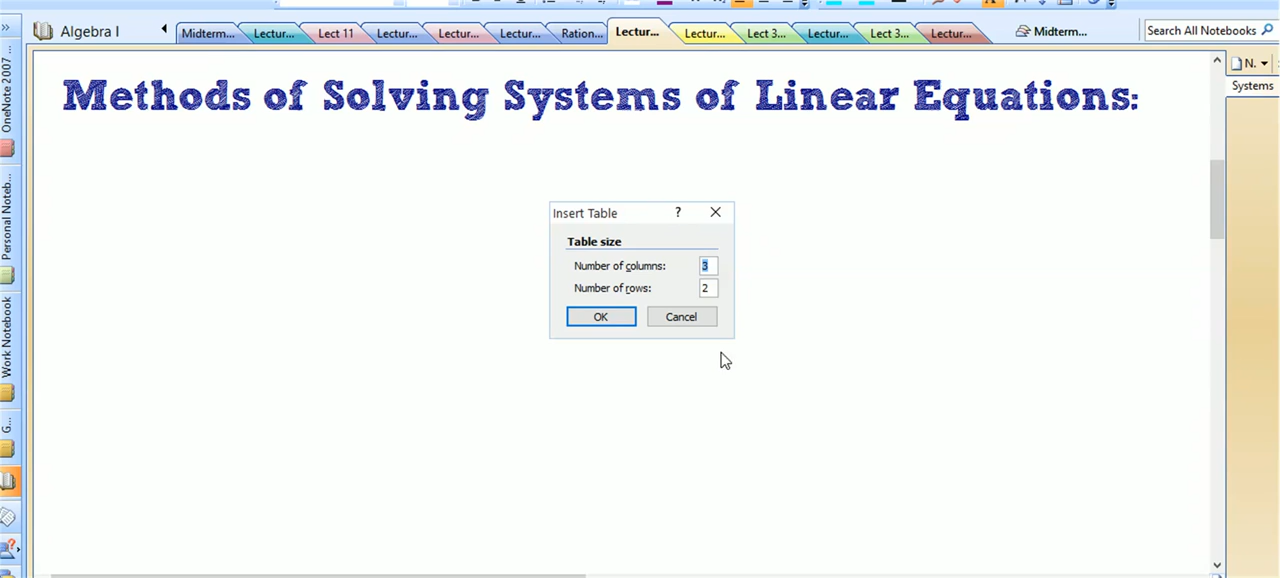 Algebra I
Midterm...
Lectur...
Lect 11
Lectur...
Lectur...
Lectur...
Ration...
Lectur...
Lectur...
Lect 3...
Lectur...
Lect 3...
Lectur...
Midterm...
Search All Notebooks
N.
Systems
OneNote 2007 ...
Personal Noteb...
Work Notebook
G...
Methods of Solving Systems of Linear Equations:
Insert Table ?
Table size
Number of columns: 3
Number of rows: 2
OK Cancel